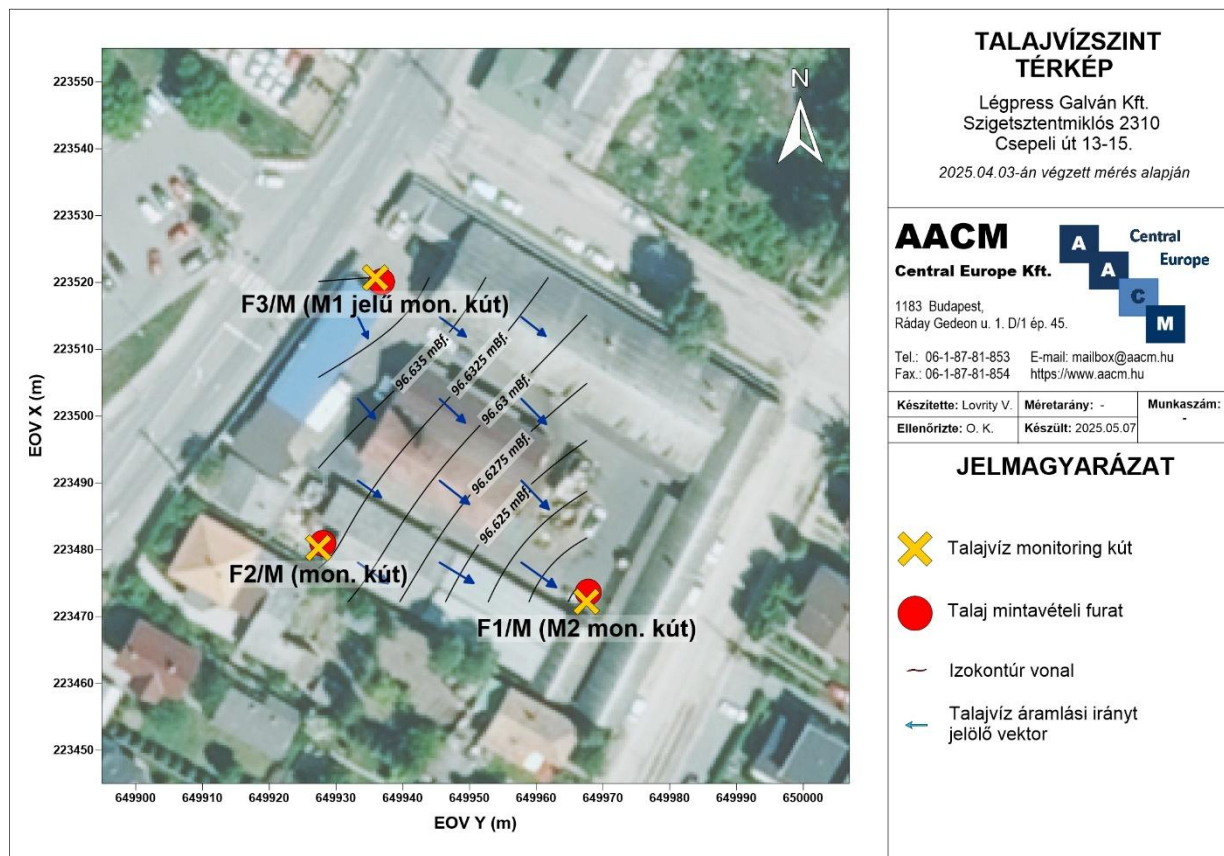 TALAJVÍZSZINT
TÉRKÉP
Légpress Galván Kft.
Szigetsztentmiklós 2310
Csepeli út 13-15.
2025.04.03-án végzett mérés alapján
AACM
Central Europe Kft.
A
A
C
M
Central
Europe
1183 Budapest,
Ráday Gedeon u. 1. D/1 ép. 45.
Tel.: 06-1-87-81-853 E-mail: mailbox@aacm.hu
Fax.: 06-1-87-81-854 https://www.aacm.hu
Készítette: Lovrity V. Méretarány: - Munkaszám:
-
Ellenőrizte: O. K. Készült: 2025.05.07
JELMAGYARÁZAT
Talajvíz monitoring kút
Talaj mintavételi furat
Izokontúr vonal
Talajvíz áramlási irányt
jelölő vektor
N
EOV X (m)
223550
223540
223530
223520
223510
223500
223490
223480
223470
223460
223450
F3/M (M1 jelű mon. kút)
96.635 mBf.
96.6325 mBf.
96.63 mBf.
96.6275 mBf.
96.625 mBf.
F2/M (mon. kút)
F1/M (M2 mon. kút)
649900 649910 649920 649930 649940 649950 649960 649970 649980 649990 650000
EOV Y (m)